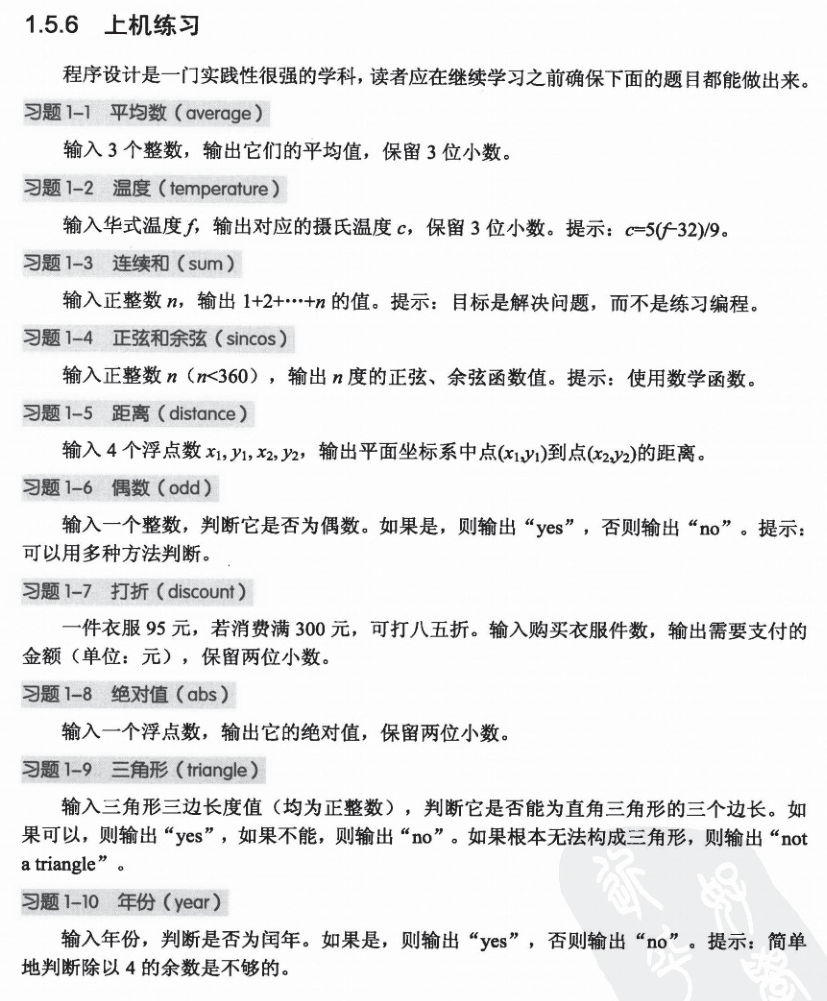 1.5.6 上机练习
程序设计是一门实践性很强的学科，读者应在继续学习之前确保下面的题目都能做出来。
习题 1-1 平均数（average）
输入 3 个整数，输出它们的平均值，保留 3 位小数。
习题 1-2 温度（temperature）
输入华式温度 f，输出对应的摄氏温度 c，保留 3 位小数。提示：c=5(f-32)/9。
习题 1-3 连续和（sum）
输入正整数 n，输出 1+2+…+n 的值。提示：目标是解决问题，而不是练习编程。
习题 1-4 正弦和余弦（sincos）
输入正整数 n（n<360），输出 n 度的正弦、余弦函数值。提示：使用数学函数。
习题 1-5 距离（distance）
输入 4 个浮点数 x1, y1, x2, y2，输出平面坐标系中点(x1,y1)到点(x2,y2)的距离。
习题 1-6 偶数（odd）
输入一个整数，判断它是否为偶数。如果是，则输出“yes”，否则输出“no”。提示：
可以用多种方法判断。
习题 1-7 打折（discount）
一件衣服 95 元，若消费满 300 元，可打八五折。输入购买衣服件数，输出需要支付的
金额（单位：元），保留两位小数。
习题 1-8 绝对值（abs）
输入一个浮点数，输出它的绝对值，保留两位小数。
习题 1-9 三角形（triangle）
输入三角形三边长度值（均为正整数），判断它是否能为直角三角形的三个边长。如
果可以，则输出“yes”，如果不能，则输出“no”。如果根本无法构成三角形，则输出“not
a triangle”。
习题 1-10 年份（year）
输入年份，判断是否为闰年。如果是，则输出“yes”，否则输出“no”。提示：简单
地判断除以 4 的余数是不够的。